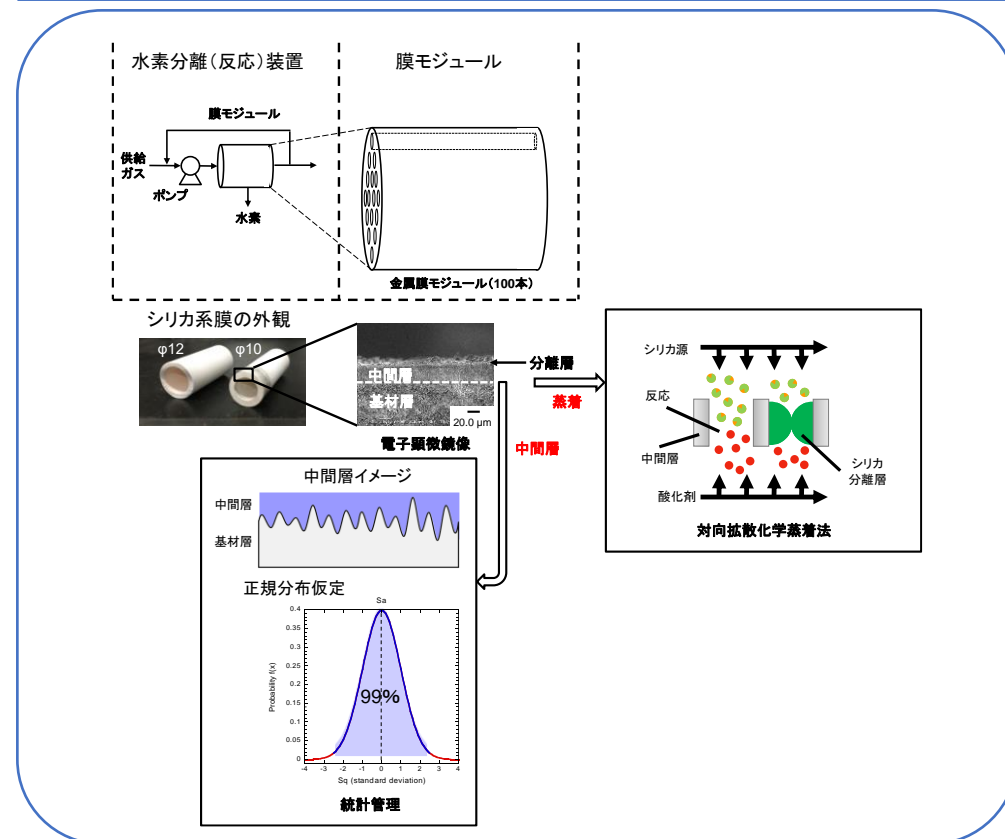 水素分離(反応)装置
膜モジュール
膜モジュール
供給
ガス
ポンプ
水素
金属膜モジュール(100本)
シリカ系膜の外観
φ12
φ10
中間層
基材層
20.0 μm
電子顕微鏡像
分離層
蒸着
中間層
シリカ源
反応
中間層
シリカ
分離層
酸化剤
対向拡散化学蒸着法
中間層イメージ
中間層
基材層
正規分布仮定
Sa
Probability f(x)
0.4
0.35
0.3
0.25
0.2
0.15
0.1
0.05
0
99%
-4 -3 -2 -1 0 1 2 3 4
Sq (standard deviation)
統計管理